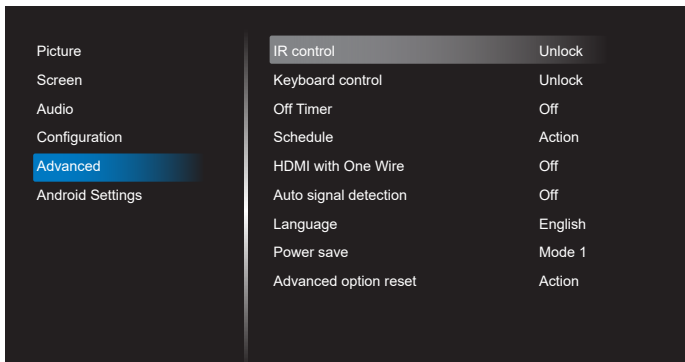 Picture
Screen
Audio
Configuration
Advanced
Android Settings
IR control Unlock
Keyboard control Unlock
Off Timer Off
Schedule Action
HDMI with One Wire Off
Auto signal detection Off
Language English
Power save Mode 1
Advanced option reset Action